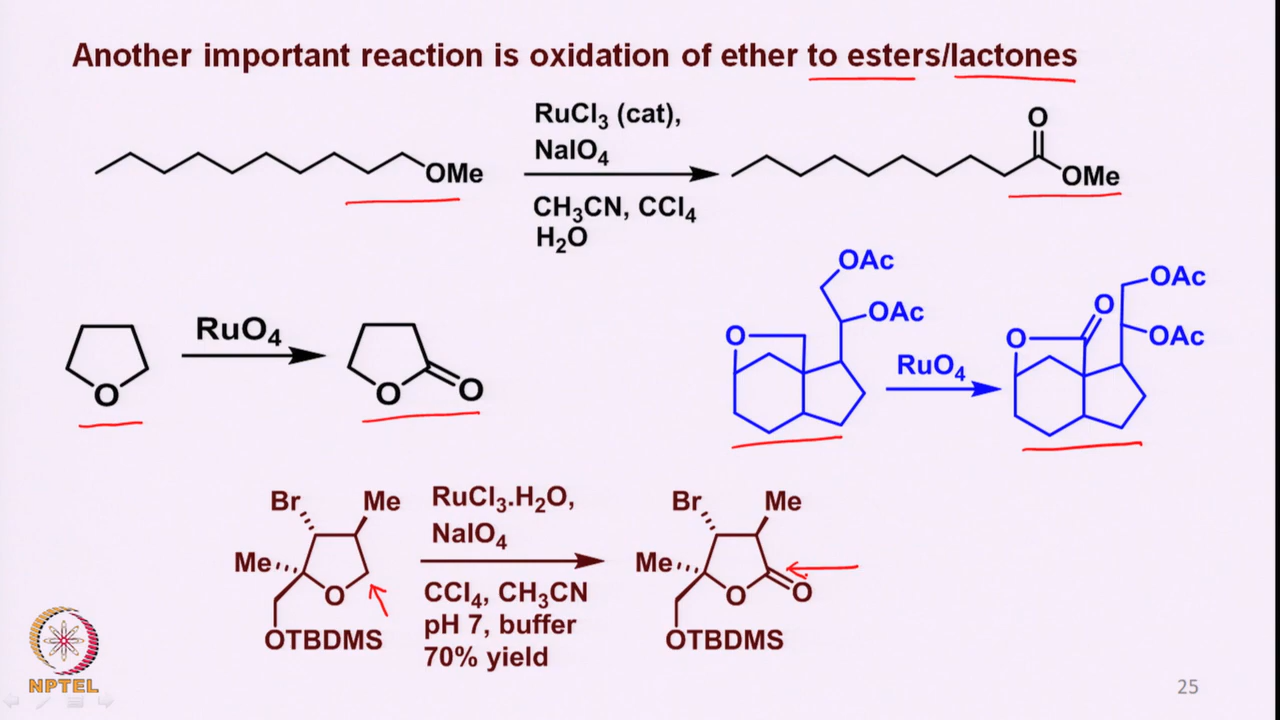 Another important reaction is oxidation of ether to esters/lactones
RuCl3 (cat),
NaIO4
CH3CN, CCl4
H2O
OMe
O
OMe
RuO4
O
O
O
OAc
OAc
O
RuO4
OAc
OAc
O
O
Br
Me
Me
O
OTBDMS
RuCl3.H2O,
NaIO4
CCl4, CH3CN
pH 7, buffer
70% yield
Br
Me
Me
O
O
OTBDMS
NPTEL
25